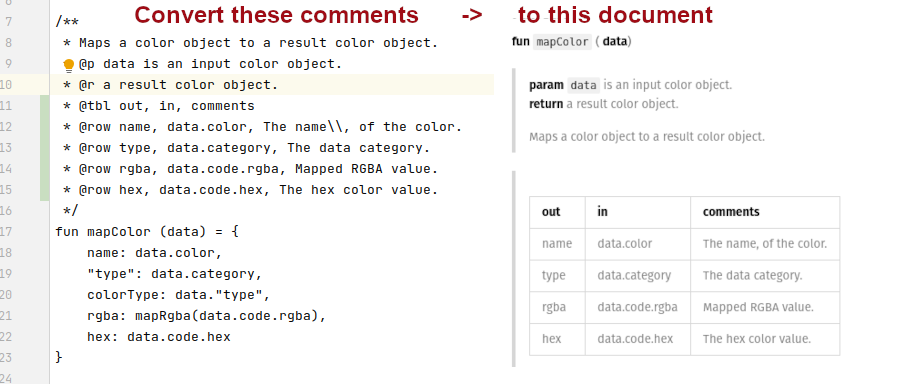 Convert these comments -> to this document
6
7 /**
8 * Maps a color object to a result color object.
9 @p data is an input color object.
10 * @r a result color object.
11 * @tbl out, in, comments
12 * @row name, data.color, The name\\, of the color.
13 * @row type, data.category, The data category.
14 * @row rgba, data.code.rgba, Mapped RGBA value.
15 * @row hex, data.code.hex, The hex color value.
16 */
17 fun mapColor (data) = {
18 name: data.color,
19 "type": data.category,
20 colorType: data."type",
21 rgba: mapRgba(data.code.rgba),
22 hex: data.code.hex
23 }
24
fun mapColor ( data)
param data is an input color object.
return a result color object.
Maps a color object to a result color object.
out in comments
name data.color The name, of the color.
type data.category The data category.
rgba data.code.rgba Mapped RGBA value.
hex data.code.hex The hex color value.